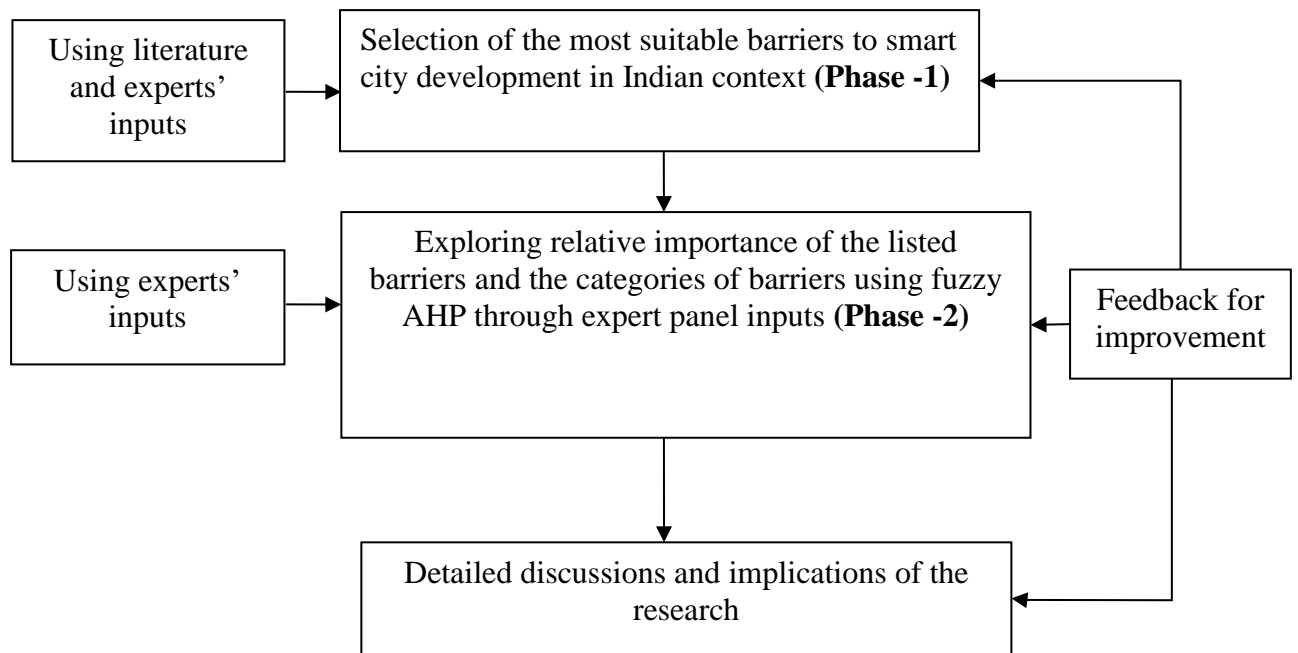 Using literature
and experts’
inputs
Selection of the most suitable barriers to smart
city development in Indian context (Phase -1)
Using experts’
inputs
Exploring relative importance of the listed
barriers and the categories of barriers using fuzzy
AHP through expert panel inputs (Phase -2)
Feedback for
improvement
Detailed discussions and implications of the
research